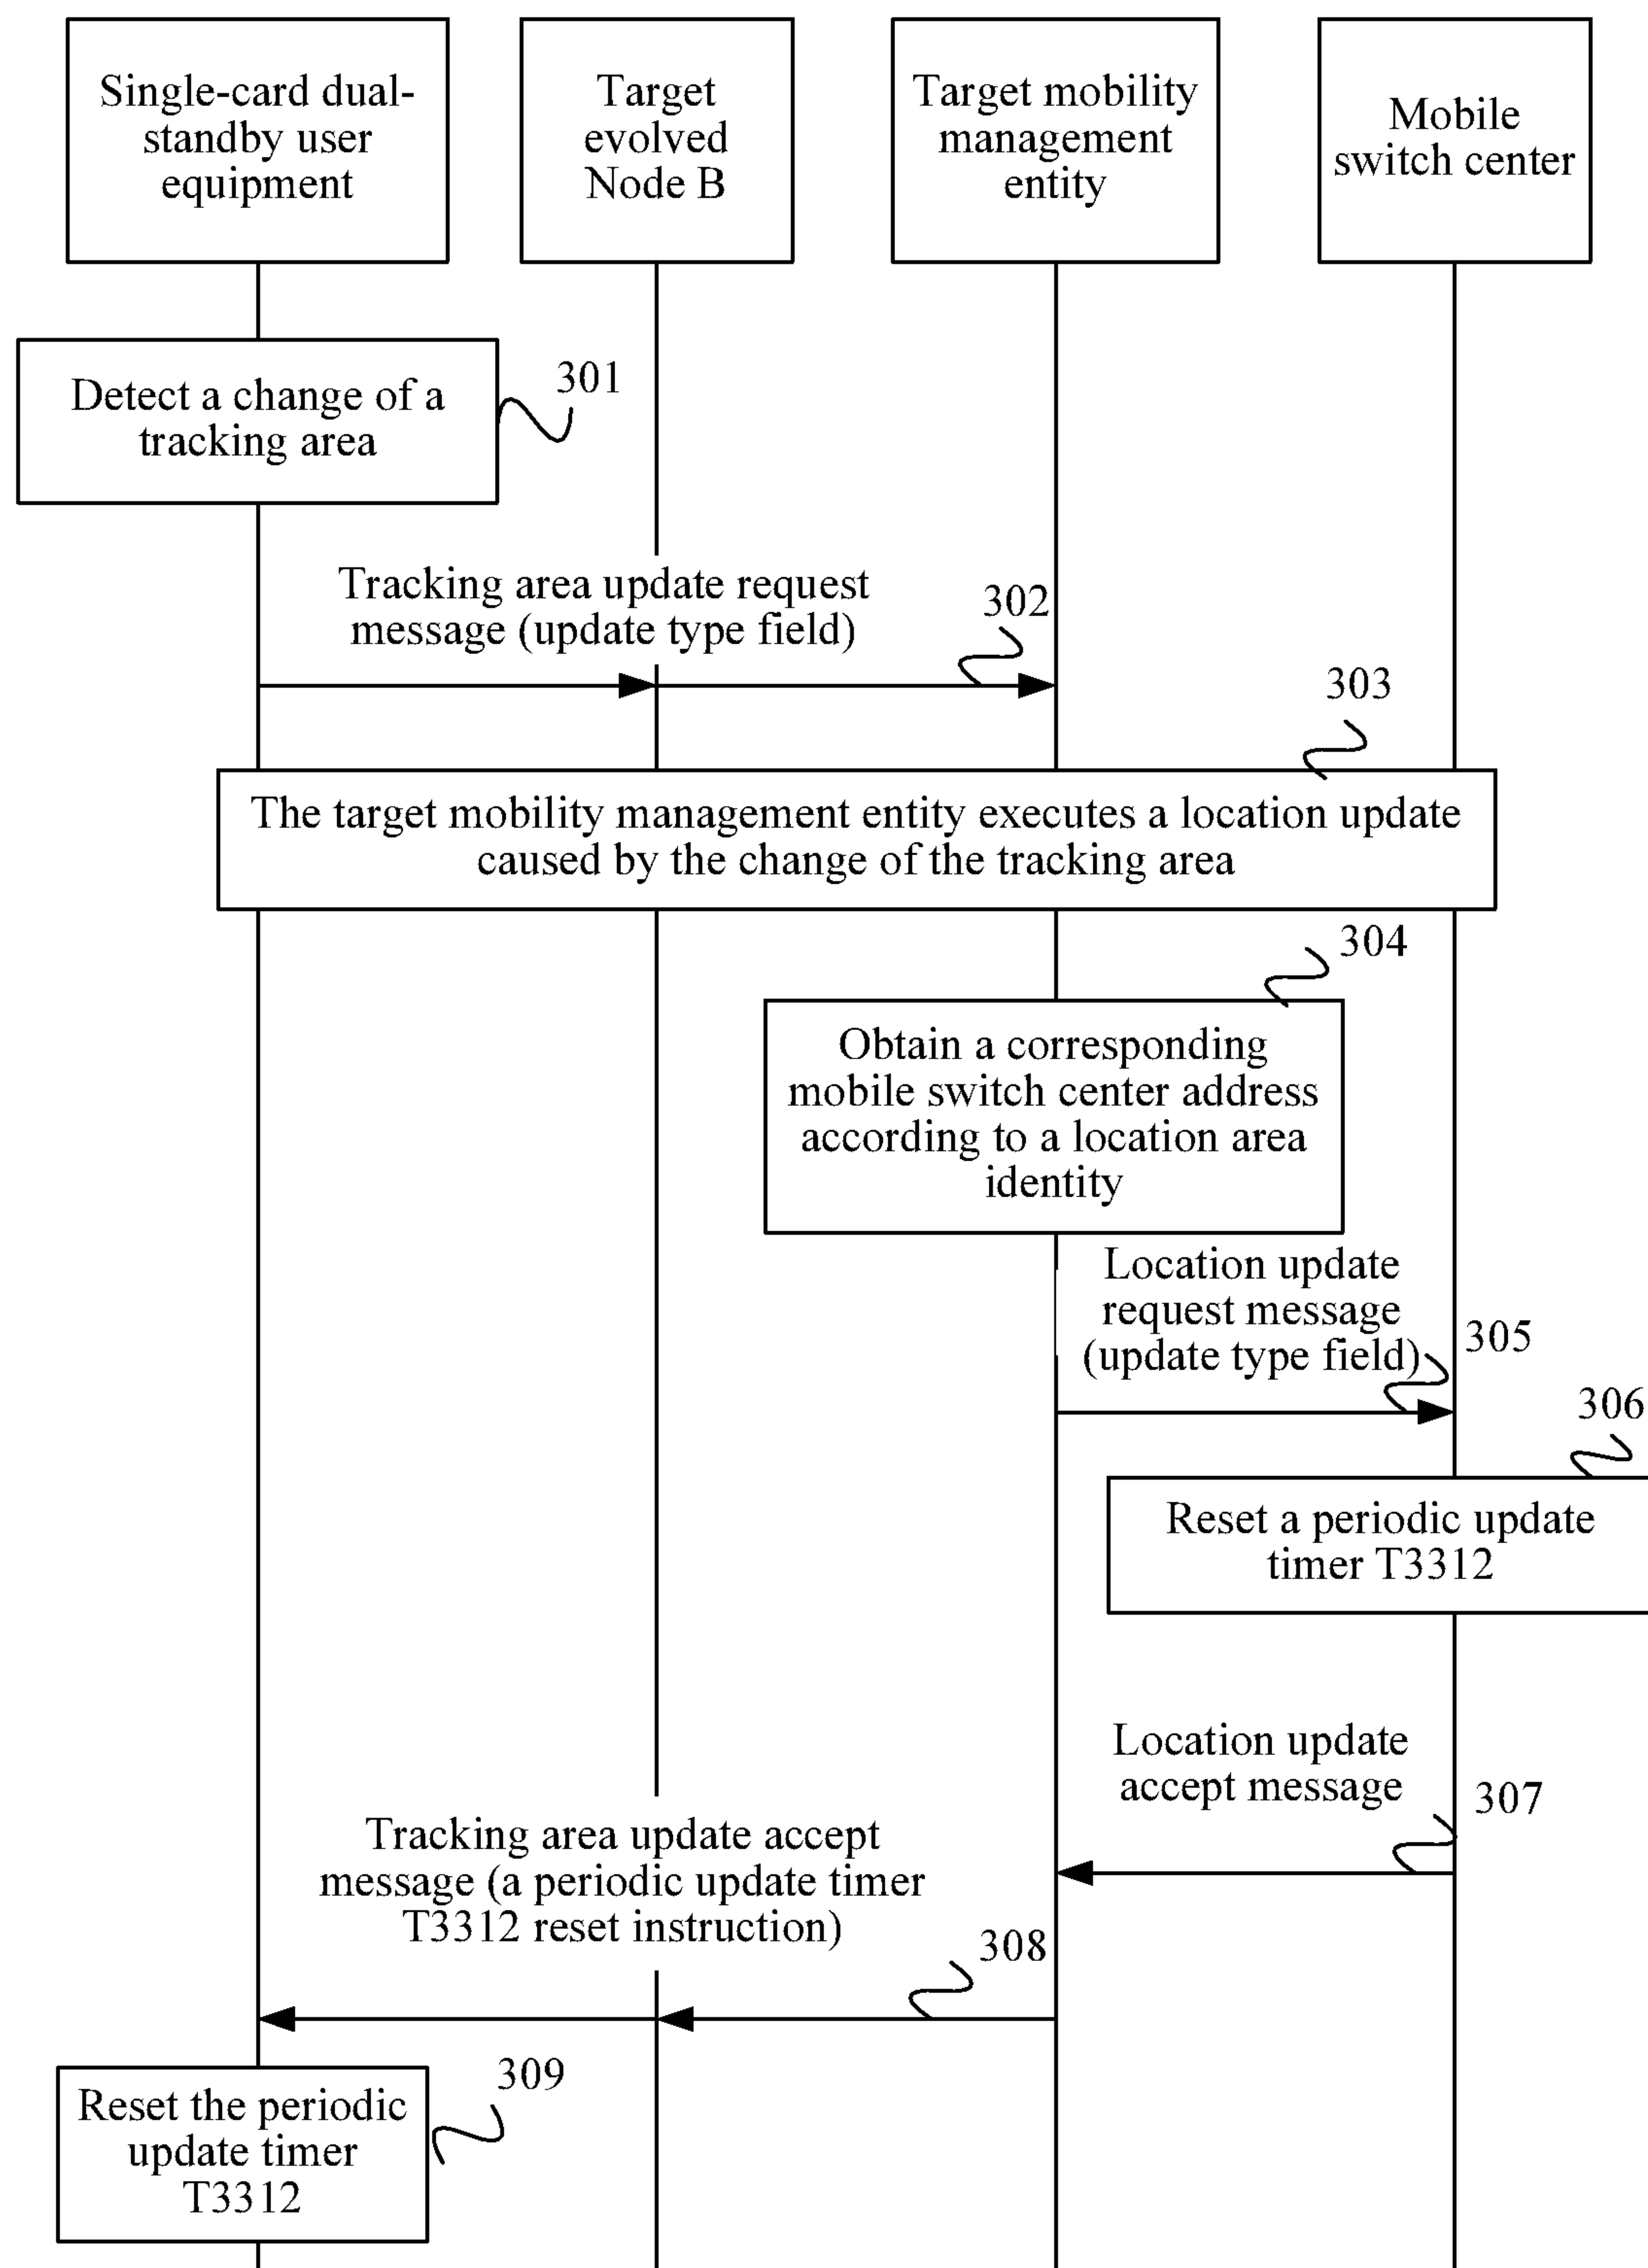 Single-card dual-
standby user
equipment
Target
evolved
Node B
Target mobility
management
entity
Mobile
switch center
Detect a change of a
tracking area
301
Tracking area update request
message (update type field)
302
303
The target mobility management entity executes a location update
caused by the change of the tracking area
304
Obtain a corresponding
mobile switch center address
according to a location area
identity
Location update
request message
(update type field)
305
306
Reset a periodic update
timer T3312
Location update
accept message
307
Tracking area update accept
message (a periodic update timer
T3312 reset instruction)
308
309
Reset the periodic
update timer
T3312